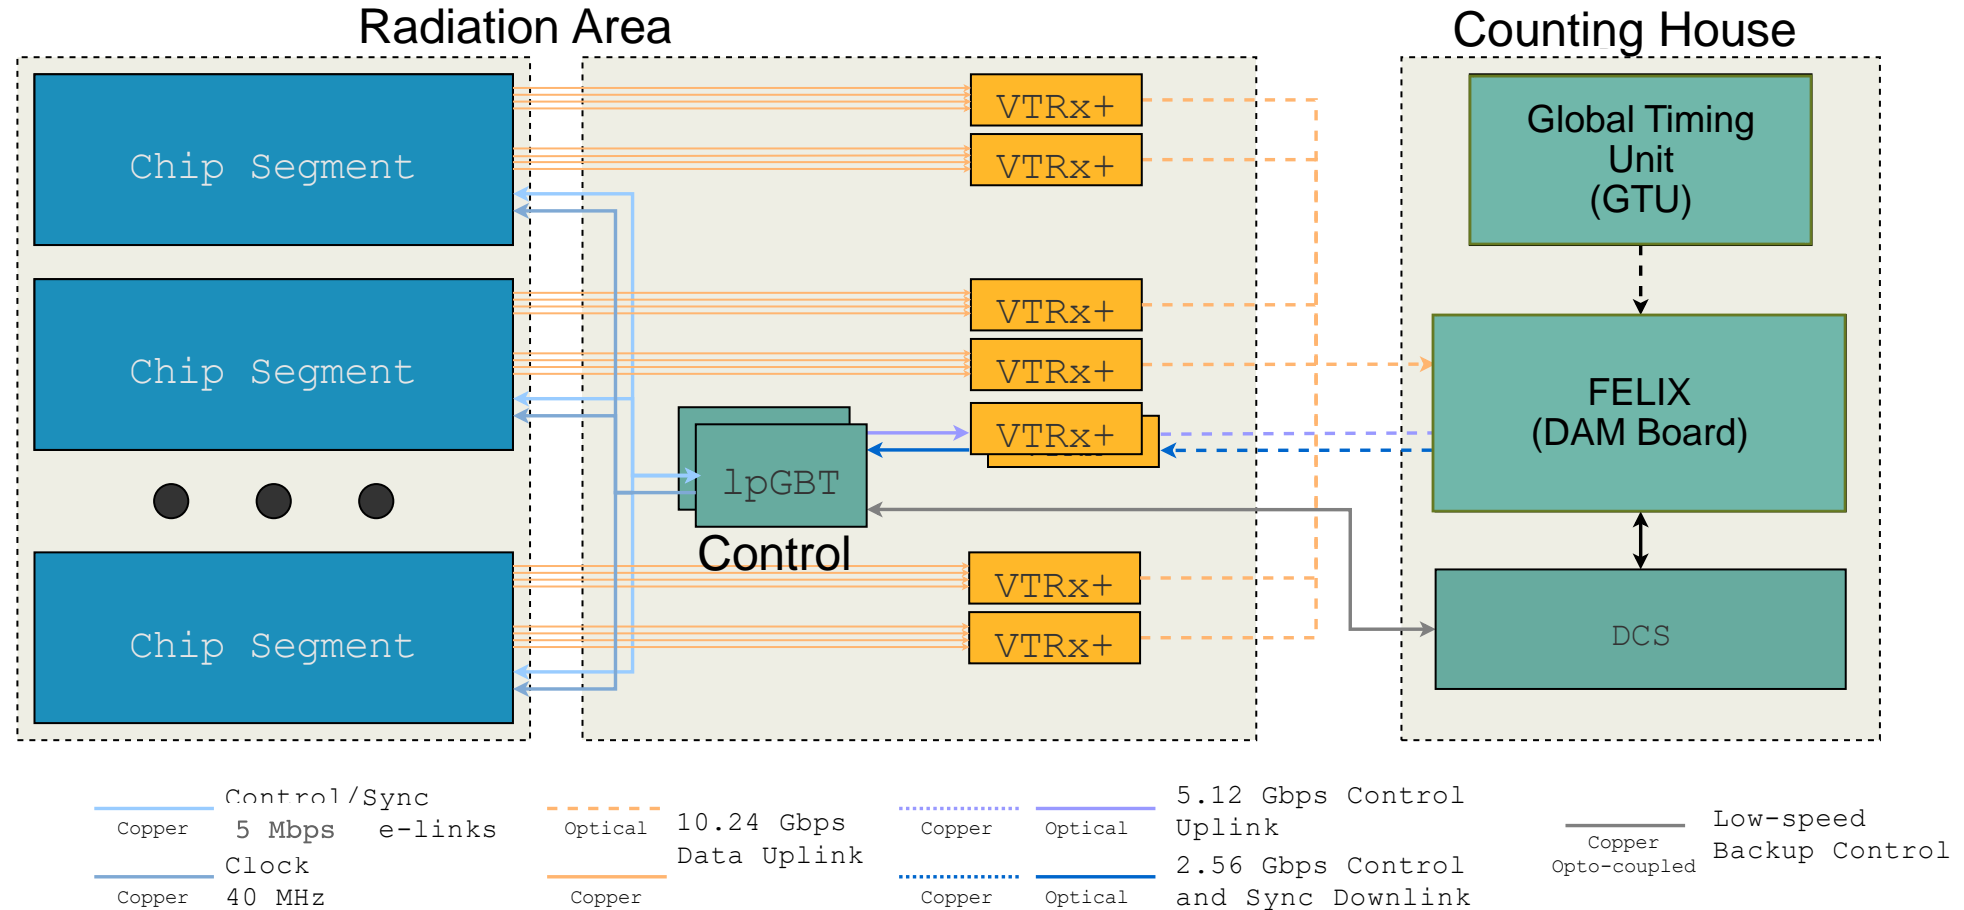 Radiation Area
Counting House
Chip Segment
VTRx+
VTRx+
Global Timing
Unit
(GTU)
Chip Segment
VTRx+
VTRx+
VTRx+
FELIX
(DAM Board)
lpGBT
Control
Chip Segment
VTRx+
VTRx+
DCS
Control/Sync
Copper
5 Mbps e-links
Clock
Copper
40 MHz
Optical
10.24 Gbps
Data Uplink
Copper
Copper
Optical
5.12 Gbps Control
Uplink
Copper
Optical
2.56 Gbps Control
and Sync Downlink
Copper
Opto-coupled
Low-speed
Backup Control